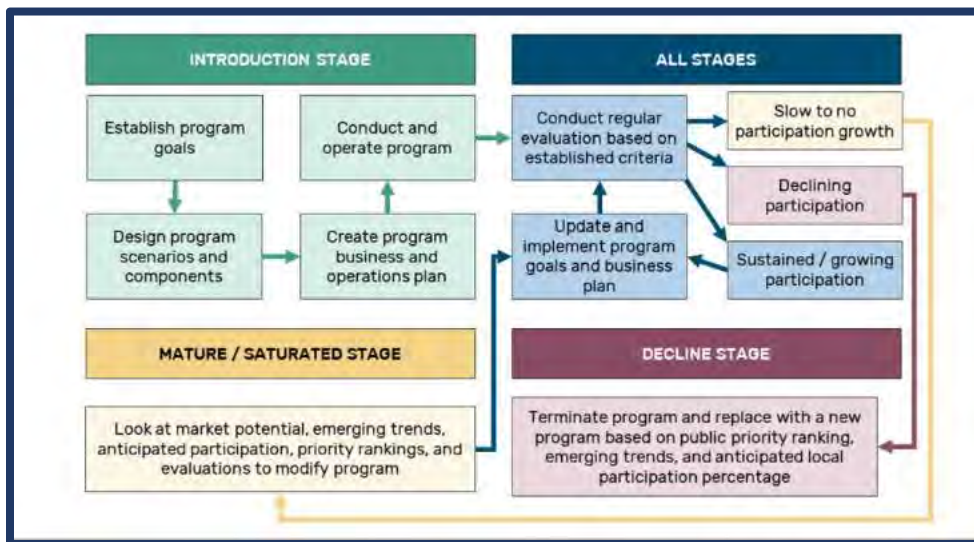 INTRODUCTION STAGE
Establish program
goals
Conduct and
operate program
Design program
scenarios and
components
Create program
business and
operations plan
ALL STAGES
Conduct regular
evaluation based on
established criteria
Slow to no
participation growth
Declining
participation
Update and
implement program
goals and business
plan
Sustained / growing
participation
MATURE / SATURATED STAGE
Look at market potential, emerging trends,
anticipated participation, priority rankings, and
evaluations to modify program
DECLINE STAGE
Terminate program and replace with a new
program based on public priority ranking,
emerging trends, and anticipated local
participation percentage